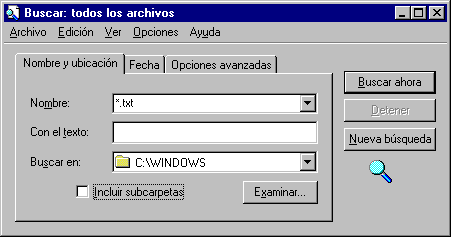 Buscar: todos los archivos
Archivo Edición Ver Opciones Ayuda
Nombre y ubicación Fecha Opciones avanzadas
Nombre: *.txt
Con el texto:
Buscar en: C:\WINDOWS
Incluir subcarpetas Examinar...
Buscar ahora
Detener
Nueva búsqueda